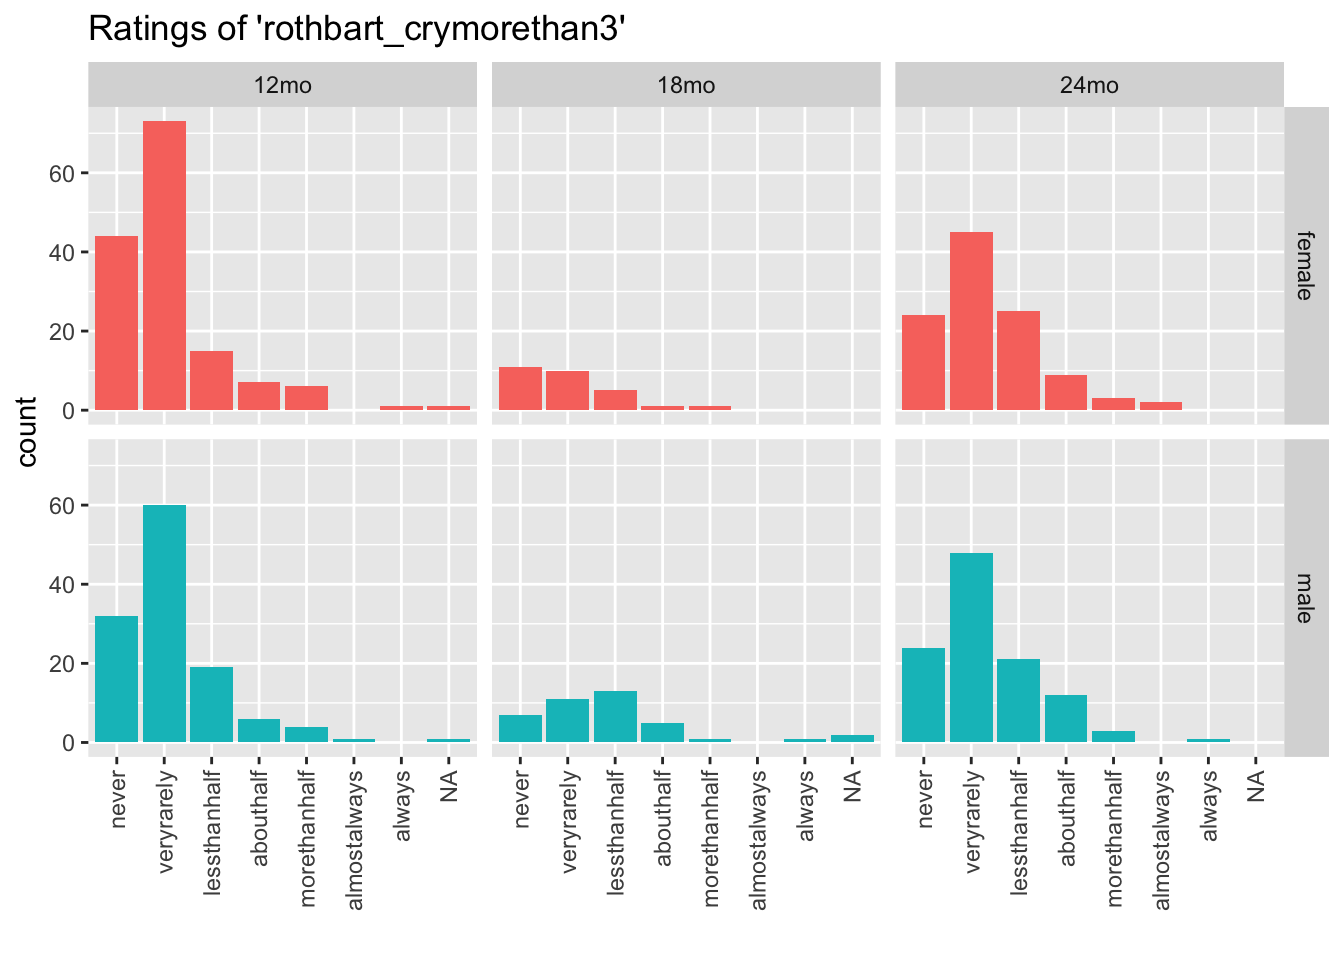 Ratings of 'rothbart_crymorethan3'
12mo 18mo 24mo
count
60
40
20
0
female
60
40
20
0
male
never veryrarely lessthanhalf abouthalf morethanhalf almostalways always NA never veryrarely lessthanhalf abouthalf morethanhalf almostalways always NA never veryrarely lessthanhalf abouthalf morethanhalf almostalways always NA